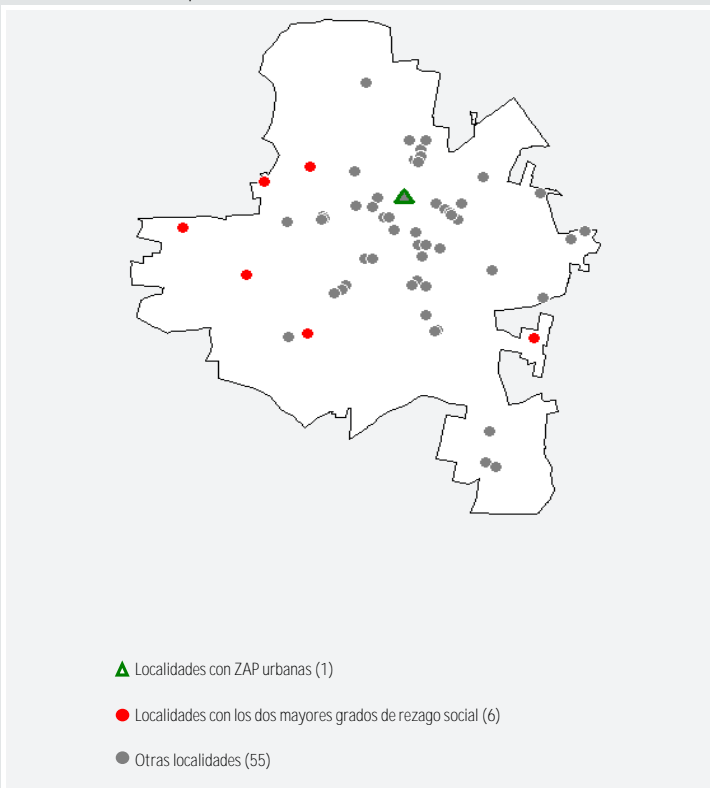 Localidades con ZAP urbanas (1)
Localidades con los dos mayores grados de rezago social (6)
Otras localidades (55)